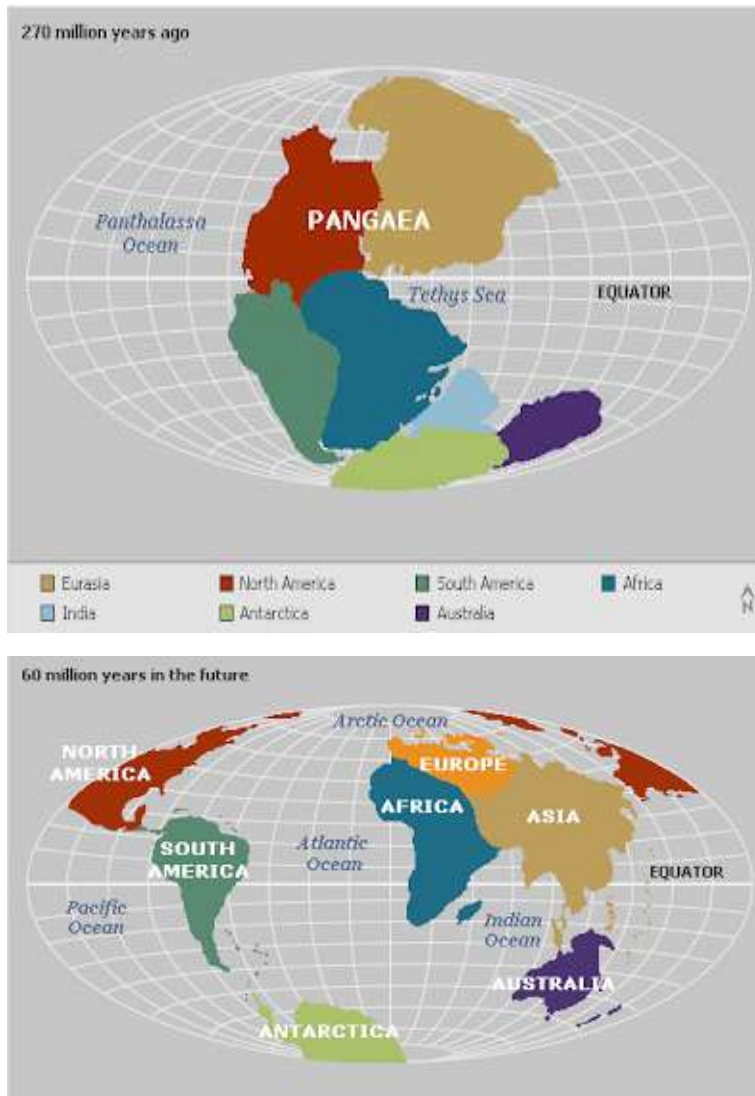 270 million years ago
Panthalassa
Ocean
PANGAEA
Tethys Sea
EQUATOR
Eurasia
North America
South America
Africa
India
Antarctica
Australia
N
60 million years in the future
Arctic Ocean
NORTH
AMERICA
EUROPE
AFRICA
ASIA
Atlantic
Ocean
SOUTH
AMERICA
EQUATOR
Pacific
Ocean
Indian
Ocean
AUSTRALIA
ANTARCTICA